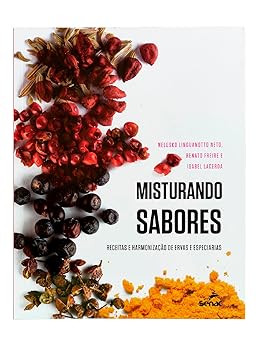 NELUSKO LINGUANOTTO NETO,
RENATO FREIRE E
ISABEL LACERDA
MISTURANDO
SABORES
RECEITAS E HARMONIZAÇÃO DE ERVAS E ESPECIARIAS
senac